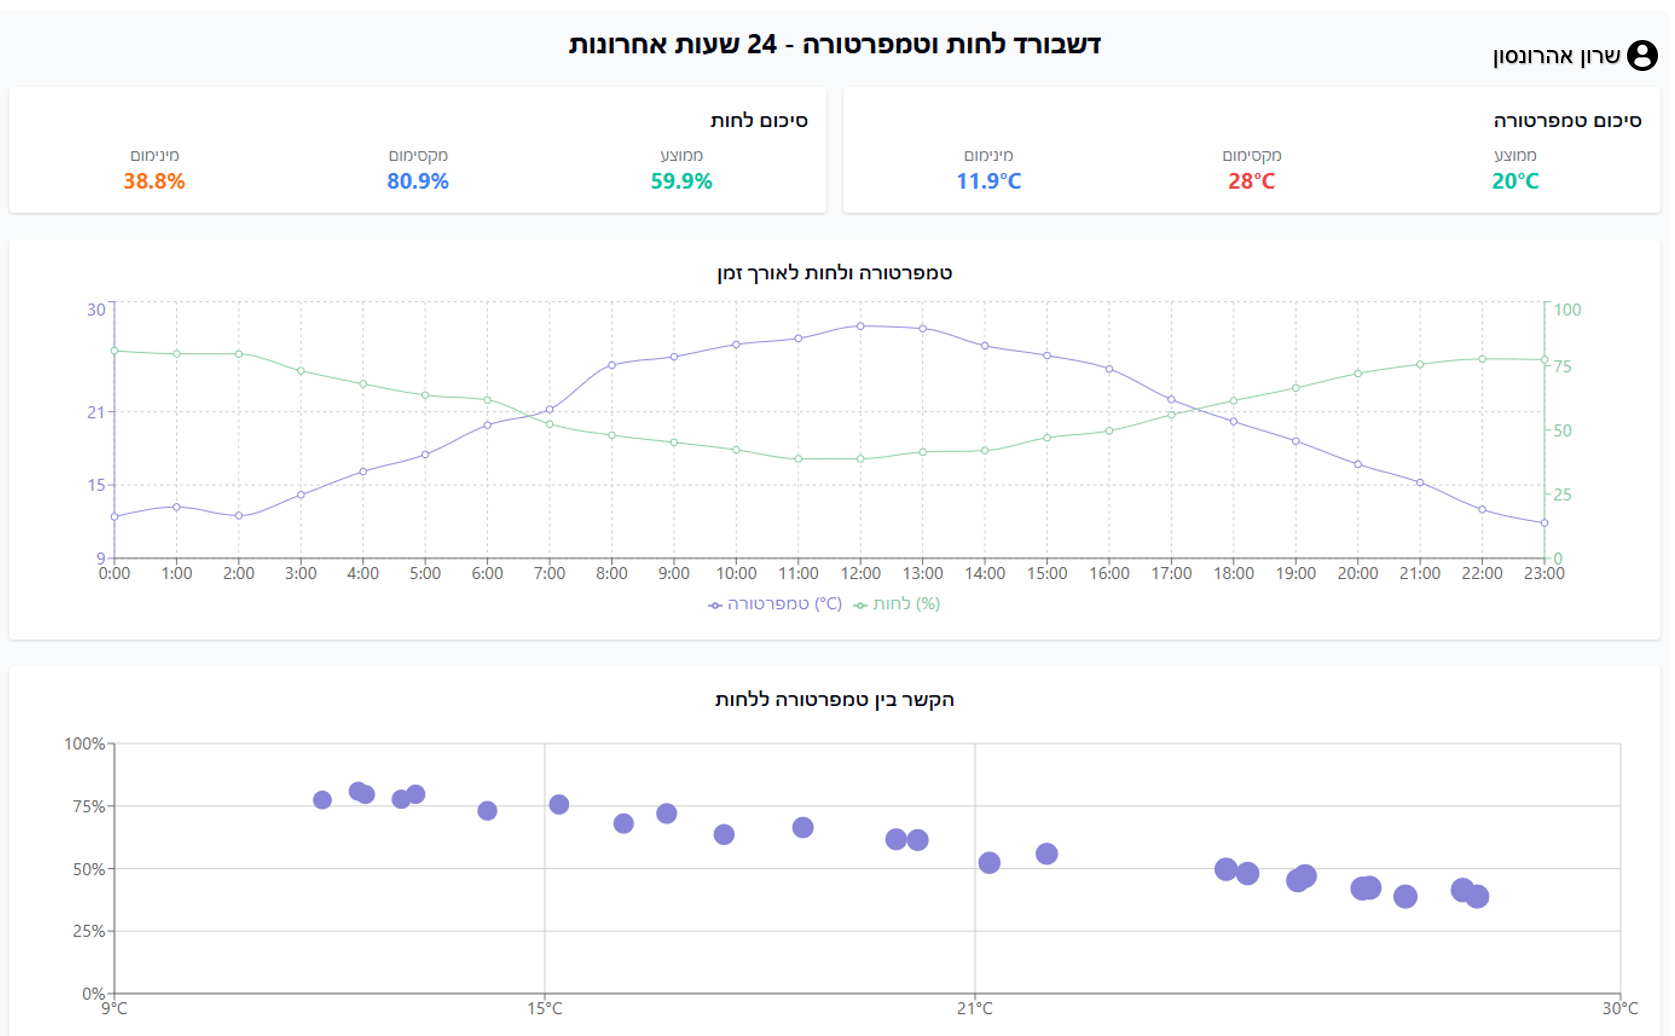 דשבורד לחות וטמפרטורה - 24 שעות אחרונות
שרון אהרונסון
סיכום טמפרטורה
ממוצע מקסימום מינימום
20°C 28°C 11.9°C
סיכום לחות
ממוצע מקסימום מינימום
59.9% 80.9% 38.8%
טמפרטורה ולחות לאורך זמן
30
21
15
9
100
75
50
25
0
0:00 1:00 2:00 3:00 4:00 5:00 6:00 7:00 8:00 9:00 10:00 11:00 12:00 13:00 14:00 15:00 16:00 17:00 18:00 19:00 20:00 21:00 22:00 23:00
טמפרטורה (°C) לחות (%)
הקשר בין טמפרטורה ללחות
100%
75%
50%
25%
0%
9°C 15°C 21°C 30°C